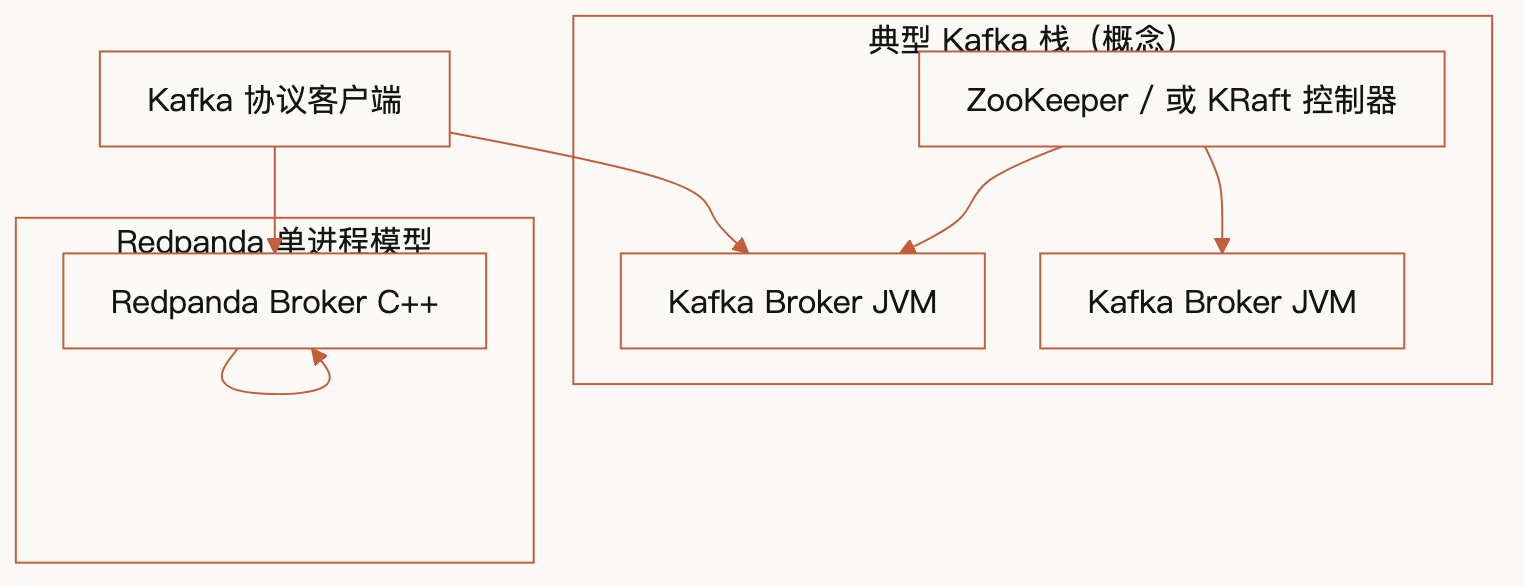 典型 Kafka 栈（概念）
Kafka 协议客户端
ZooKeeper / 或 KRaft 控制器
Redpanda 单进程模型
Redpanda Broker C++
Kafka Broker JVM
Kafka Broker JVM